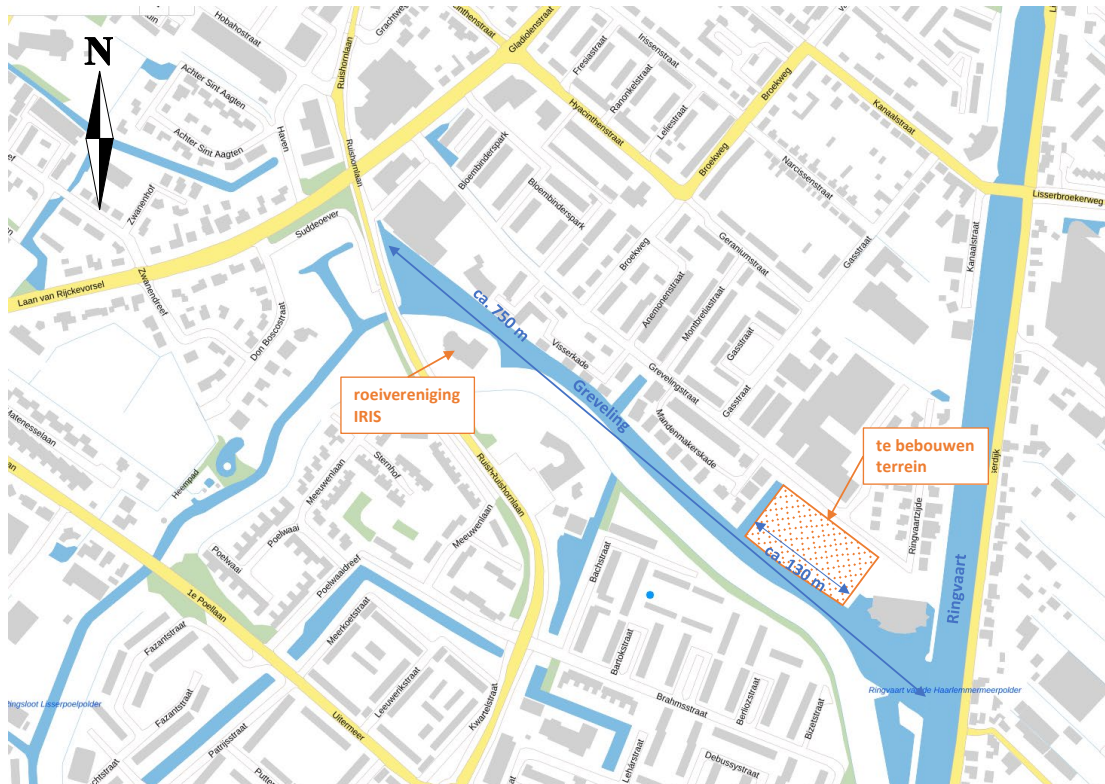 N
Hobahostraat
Grachtweg
Gladiolenstraat
Ruishornlaan
Irissenstraat
Fresiastraat
Ranonkelstraat
Leliestraat
Hyacinthenstraat
Broekweg
Kanaalstraat
Achter Sint Aagten
Achter Sint Aagten
Haven
Ruishornlaan
Bloembinderspark
Bloembinderspark
Broekweg
Narcissenstraat
Lisserbroekerweg
Zwanenhof
Suddeoever
Zwanendreef
Laan van Rijckevorsel
Don Boscostraat
Broekweg
Geraniumstraat
Gasstraat
Kanaalstraat
Anemonenstraat
Montbretiastraat
Gasstraat
ca. 750 m
Visserkade
Greveling
Grevelingstraat
Gasstraat
Mandenmakerskade
roeivereniging
IRIS
te bebouwen
terrein
Matenesselaan
Heempad
Meeuwenlaan
Sternhof
Ruishornlaan
Meeuwenlaan
Poelwaai
Poelwaai
Poelwaaidreef
Bachstraat
ca. 130 m
Ringvaartzijde
Ringvaart
1e Poellaan
Meerkoetstraat
Fazantstraat
Leeuwerikstraat
Bartokstraat
Brahmsstraat
Berliozstraat
Bizetstraat
Ringvaart van de Haarlemmermeerpolder
Fazantstraat
Patrijsstraat
Uitermeer
Kwartelstraat
Lehárstraat
Debussystraat